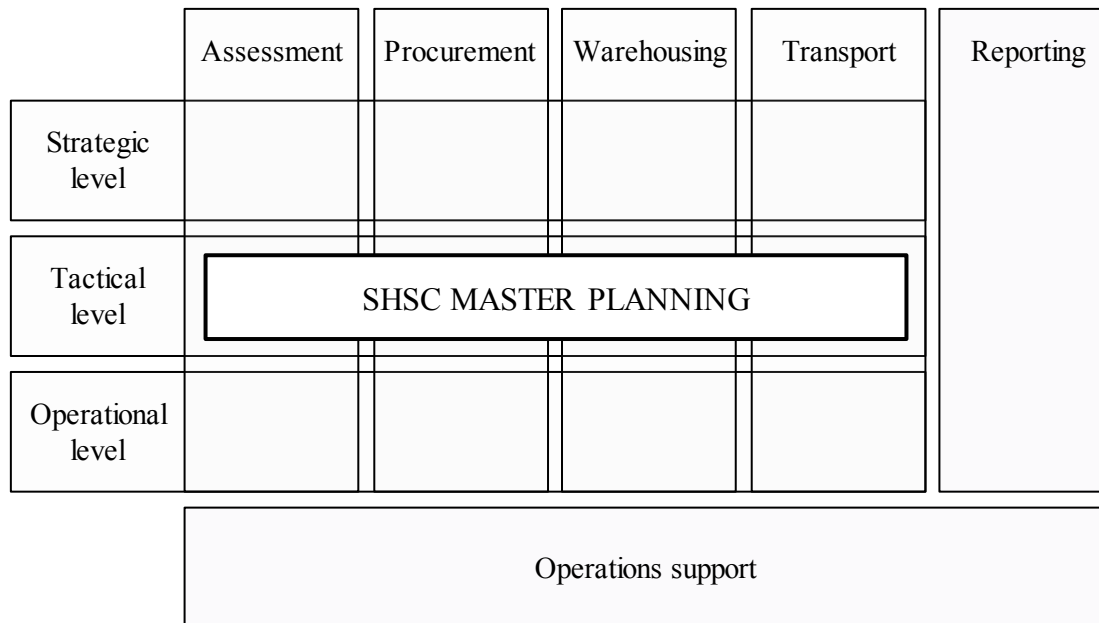 Assessment Procurement Warehousing Transport Reporting
Strategic
level
Tactical
level
SHSC MASTER PLANNING
Operational
level
Operations support